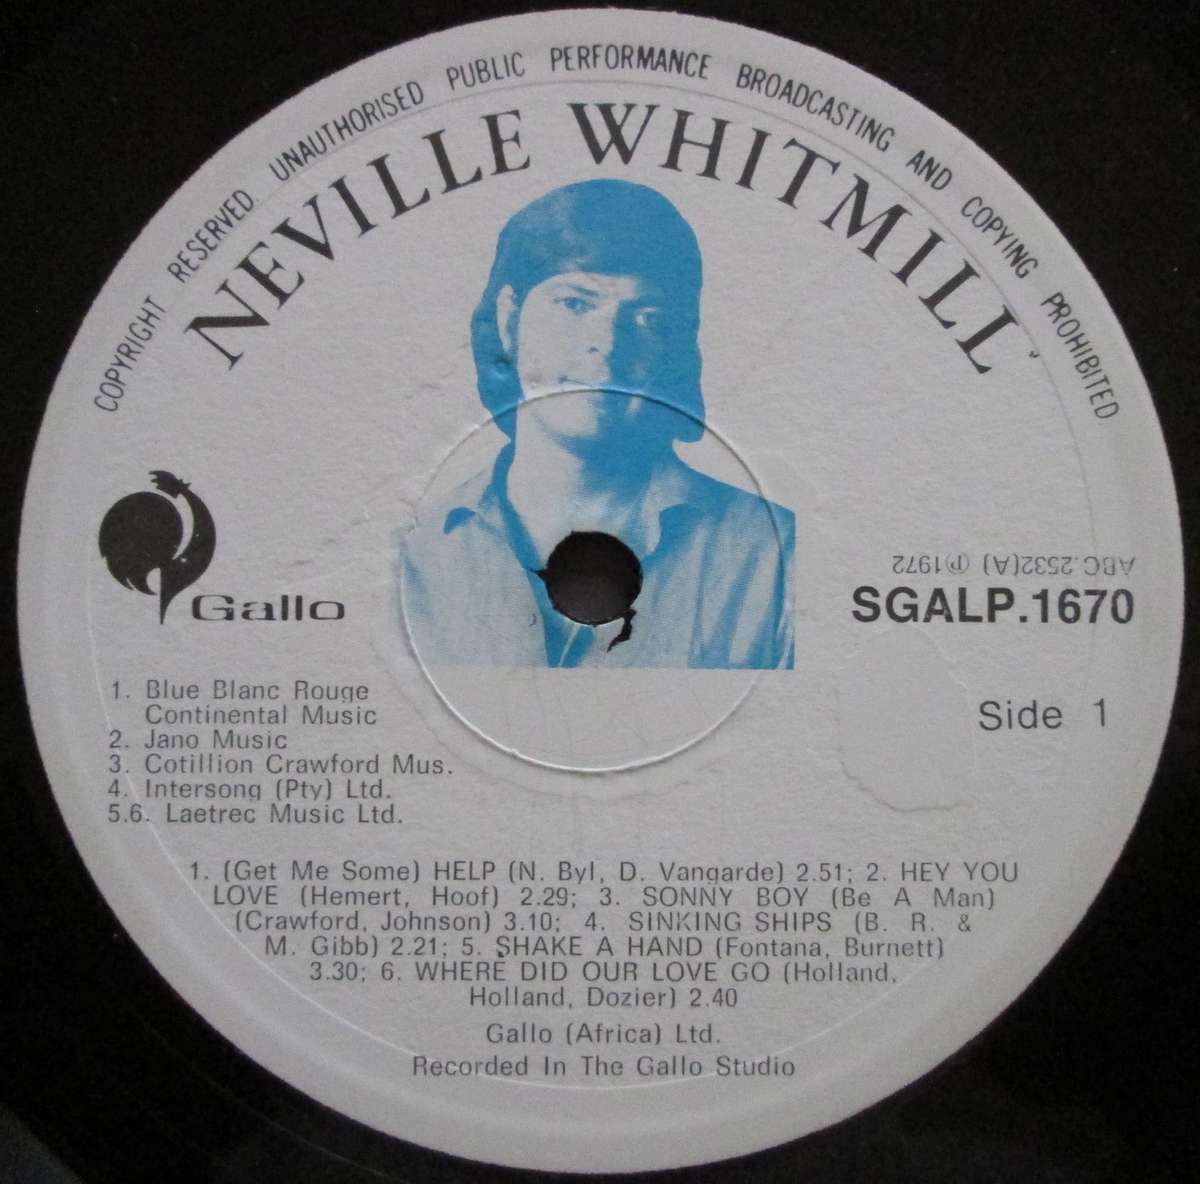 COPYRIGHT RESERVED. UNAUTHORISED PUBLIC PERFORMANCE BROADCASTING AND COPYING PROHIBITED
NEVILLE WHITMILL
Gallo
ABC.2532(A) ℗1972
SGALP.1670
Side 1
1. Blue Blanc Rouge
Continental Music
2. Jano Music
3. Cotillion Crawford Mus.
4. Intersong (Pty) Ltd.
5.6. Laetrec Music Ltd.
1. (Get Me Some) HELP (N. Byl, D. Vangarde) 2.51; 2. HEY YOU
LOVE (Hemert, Hoof) 2.29; 3. SONNY BOY (Be A Man)
(Crawford, Johnson) 3.10; 4. SINKING SHIPS (B. R. &
M. Gibb) 2.21; 5. SHAKE A HAND (Fontana, Burnett)
3.30; 6. WHERE DID OUR LOVE GO (Holland,
Holland, Dozier) 2.40
Gallo (Africa) Ltd.
Recorded In The Gallo Studio